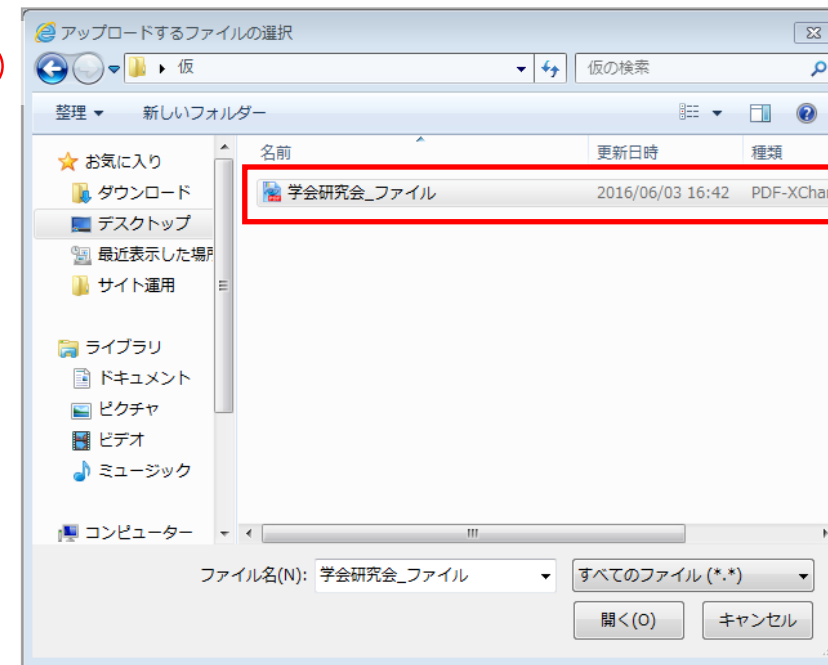 アップロードするファイルの選択
仮
仮の検索
整理 新しいフォルダー
名前 更新日時 種類
お気に入り
ダウンロード
学会研究会_ファイル 2016/06/03 16:42 PDF-XChan
デスクトップ
最近表示した場所
サイト運用
ライブラリ
ドキュメント
ピクチャ
ビデオ
ミュージック
コンピューター
ファイル名(N): 学会研究会_ファイル すべてのファイル (*.*)
開く(O) キャンセル